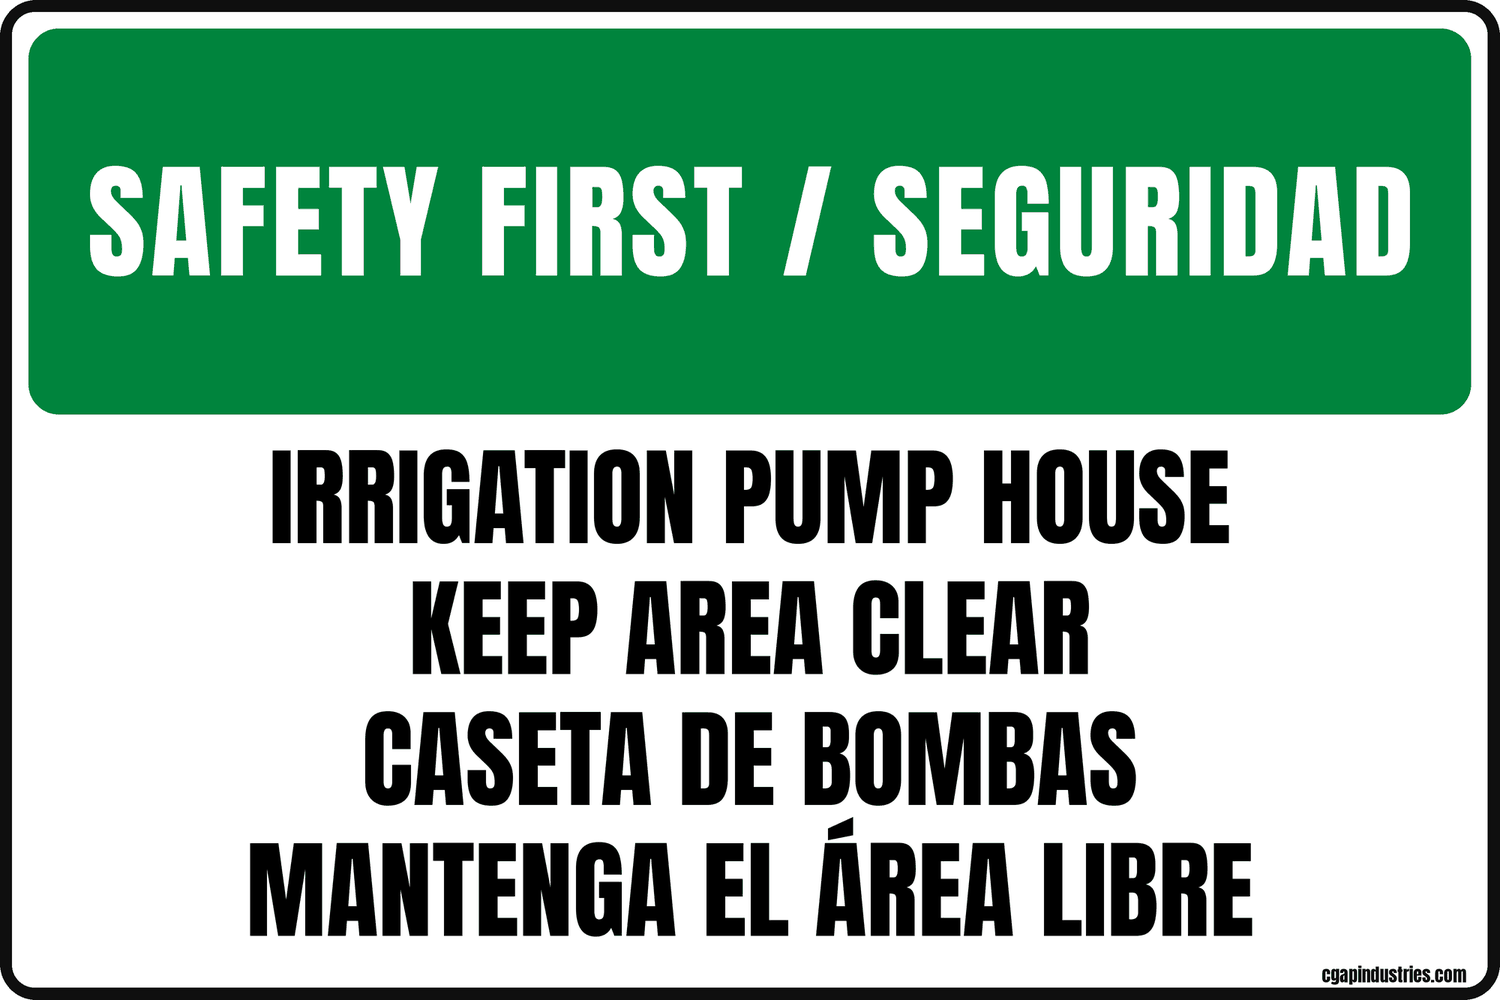 SAFETY FIRST / SEGURIDAD
IRRIGATION PUMP HOUSE
KEEP AREA CLEAR
CASETA DE BOMBAS
MANTENGA EL ÁREA LIBRE
cgapindustries.com